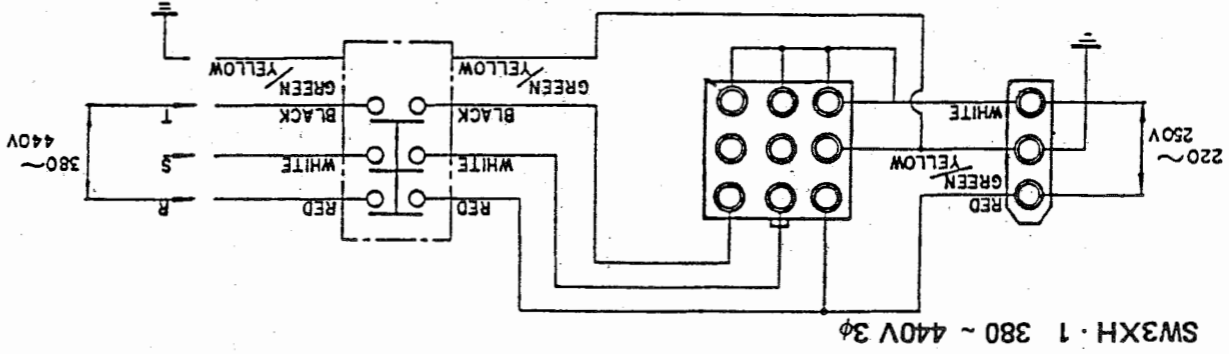 SW3XH・1 380 ~ 440V 3φ
220~
250V
RED
GREEN/
YELLOW
WHITE
RED
WHITE
BLACK
GREEN/
YELLOW
RED
WHITE
BLACK
GREEN/
YELLOW
R
S
T
380~
440V